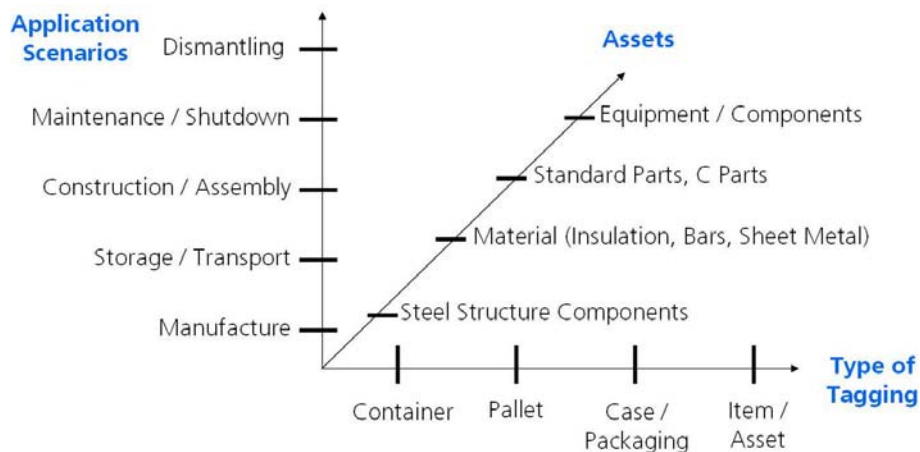 Application
Scenarios
Dismantling
Assets
Maintenance / Shutdown
Equipment / Components
Construction / Assembly
Standard Parts, C Parts
Storage / Transport
Material (Insulation, Bars, Sheet Metal)
Manufacture
Steel Structure Components
Type of
Tagging
Container
Pallet
Case /
Packaging
Item /
Asset